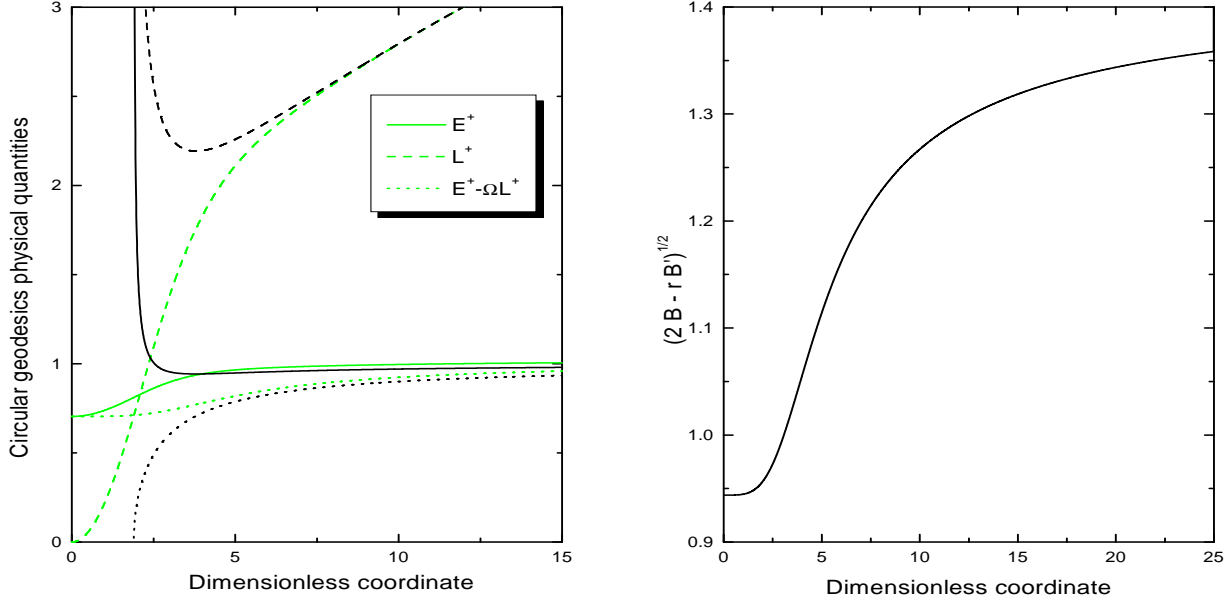 Circular geodesics physical quantities
3
2
1
0
E⁺
L⁺
E⁺-ΩL⁺
0
5
10
15
Dimensionless coordinate
(2 B - r B')^{1/2}
1.4
1.3
1.2
1.1
1.0
0.9
0
5
10
15
20
25
Dimensionless coordinate